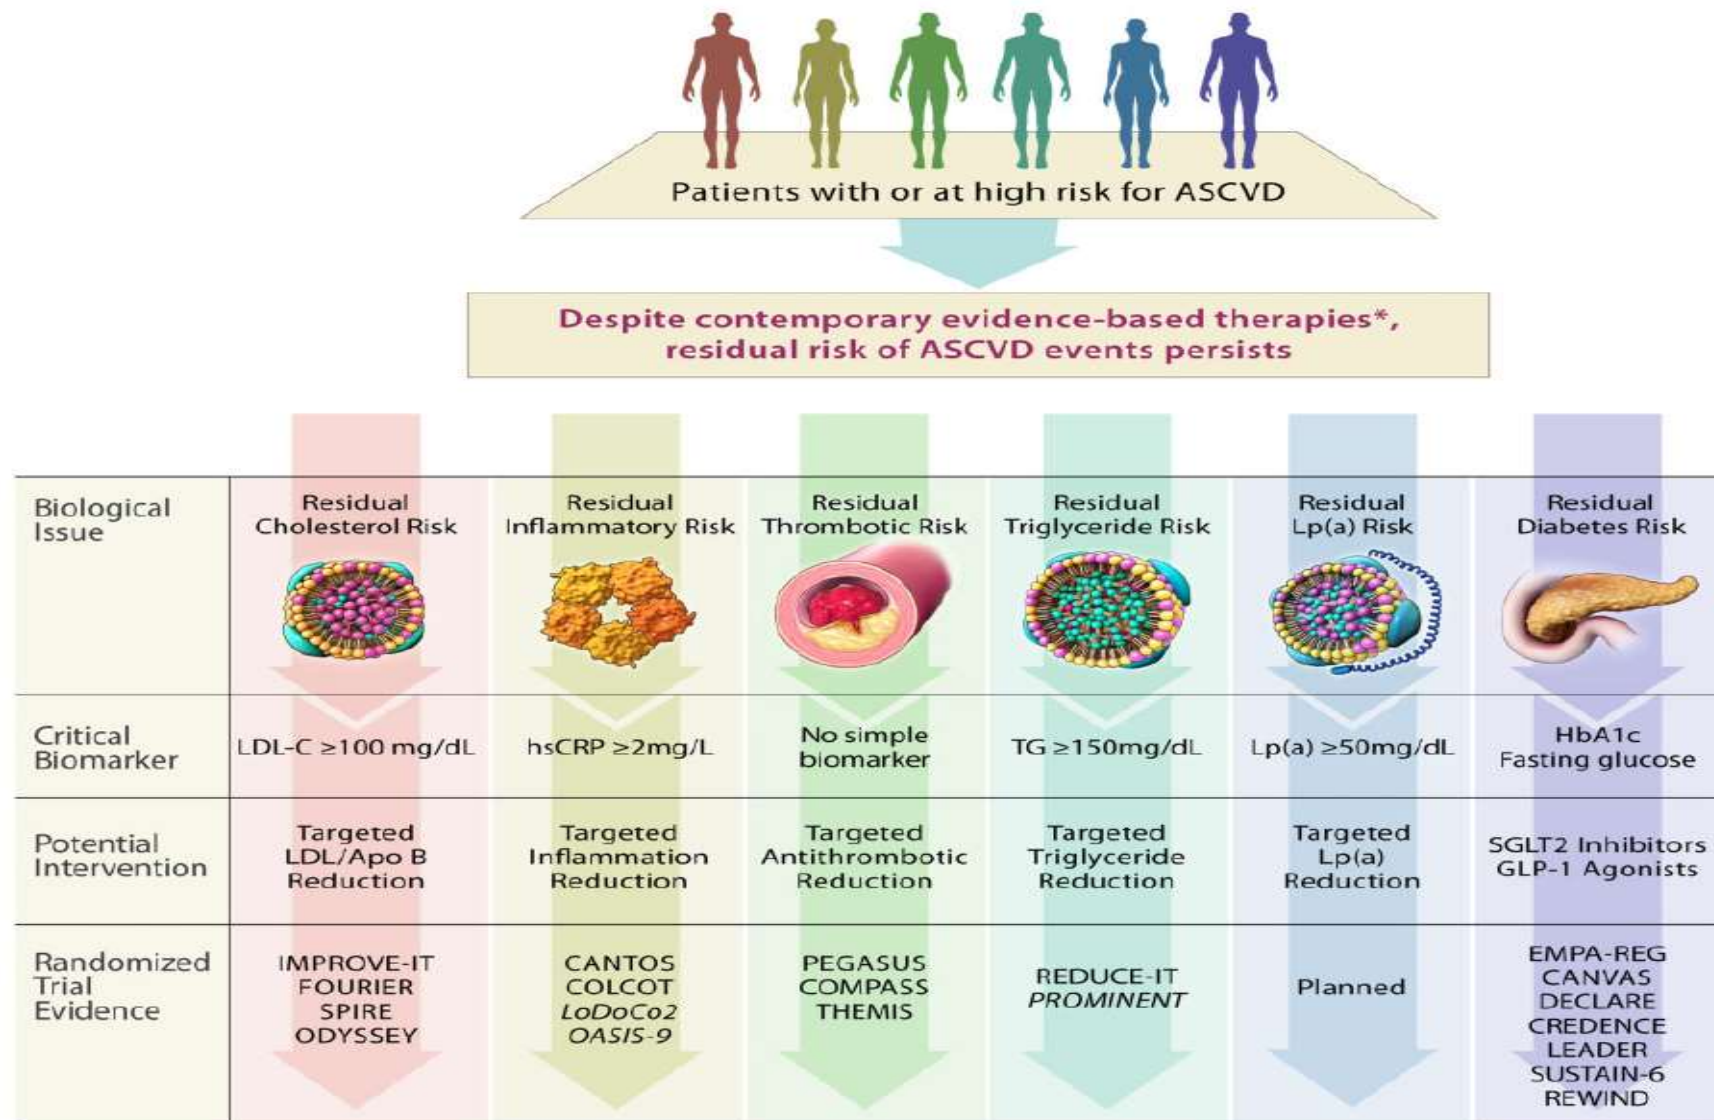 Patients with or at high risk for ASCVD
Despite contemporary evidence-based therapies*,
residual risk of ASCVD events persists
Biological
Issue
Residual
Cholesterol Risk
Residual
Inflammatory Risk
Residual
Thrombotic Risk
Residual
Triglyceride Risk
Residual
Lp(a) Risk
Residual
Diabetes Risk
Critical
Biomarker
LDL-C ≥100 mg/dL
hsCRP ≥2mg/L
No simple
biomarker
TG ≥150mg/dL
Lp(a) ≥50mg/dL
HbA1c
Fasting glucose
Potential
Intervention
Targeted
LDL/Apo B
Reduction
Targeted
Inflammation
Reduction
Targeted
Antithrombotic
Reduction
Targeted
Triglyceride
Reduction
Targeted
Lp(a)
Reduction
SGLT2 Inhibitors
GLP-1 Agonists
Randomized
Trial
Evidence
IMPROVE-IT
FOURIER
SPIRE
ODYSSEY
CANTOS
COLCOT
LoDoCo2
OASIS-9
PEGASUS
COMPASS
THEMIS
REDUCE-IT
PROMINENT
Planned
EMPA-REG
CANVAS
DECLARE
CREDENCE
LEADER
SUSTAIN-6
REWIND